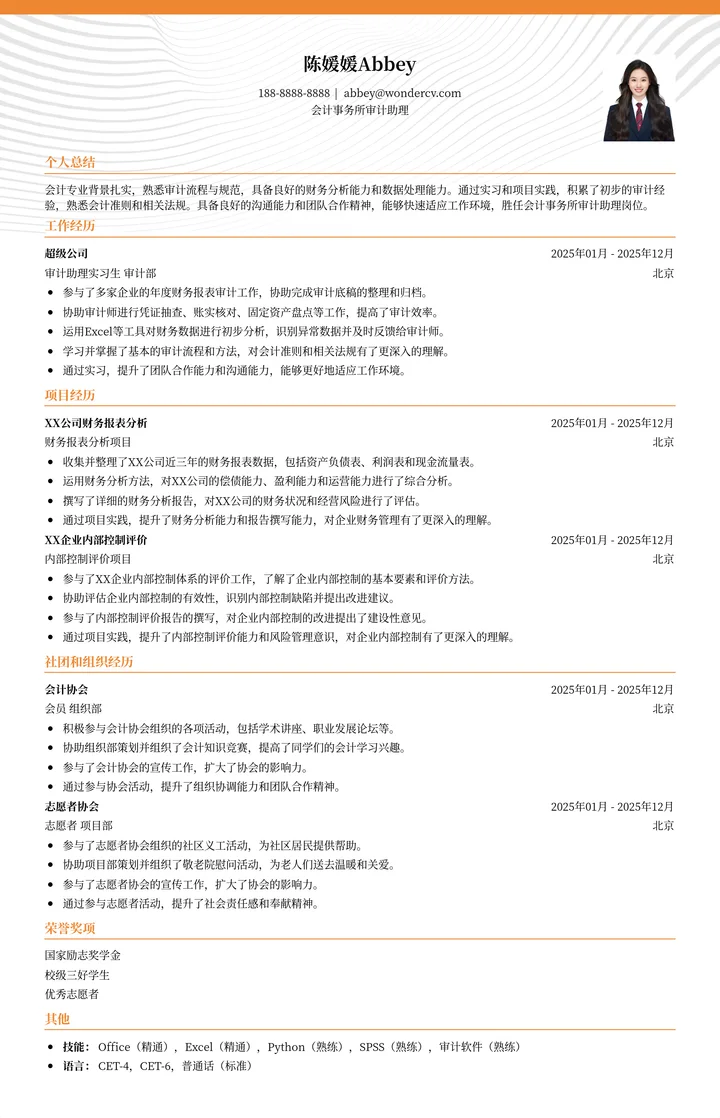 陈媛媛Abbey
188-8888-8888 | abbey@wondercv.com
会计事务所审计助理
个人总结
会计专业背景扎实，熟悉审计流程与规范，具备良好的财务分析能力和数据处理能力。通过实习和项目实践，积累了初步的审计经
验，熟悉会计准则和相关法规。具备良好的沟通能力和团队合作精神，能够快速适应工作环境，胜任会计事务所审计助理岗位。
工作经历
超级公司 2025年01月 - 2025年12月
审计助理实习生 审计部 北京
• 参与了多家企业的年度财务报表审计工作，协助完成审计底稿的整理和归档。
• 协助审计师进行凭证抽查、账实核对、固定资产盘点等工作，提高了审计效率。
• 运用Excel等工具对财务数据进行初步分析，识别异常数据并及时反馈给审计师。
• 学习并掌握了基本的审计流程和方法，对会计准则和相关法规有了更深入的理解。
• 通过实习，提升了团队合作能力和沟通能力，能够更好地适应工作环境。
项目经历
XX公司财务报表分析 2025年01月 - 2025年12月
财务报表分析项目 北京
• 收集并整理了XX公司近三年的财务报表数据，包括资产负债表、利润表和现金流量表。
• 运用财务分析方法，对XX公司的偿债能力、盈利能力和运营能力进行了综合分析。
• 撰写了详细的财务分析报告，对XX公司的财务状况和经营风险进行了评估。
• 通过项目实践，提升了财务分析能力和报告撰写能力，对企业财务管理有了更深入的理解。
XX企业内部控制评价 2025年01月 - 2025年12月
内部控制评价项目 北京
• 参与了XX企业内部控制体系的评价工作，了解了企业内部控制的基本要素和评价方法。
• 协助评估企业内部控制的有效性，识别内部控制缺陷并提出改进建议。
• 参与了内部控制评价报告的撰写，对企业内部控制的改进提出了建设性意见。
• 通过项目实践，提升了内部控制评价能力和风险管理意识，对企业内部控制有了更深入的理解。
社团和组织经历
会计协会 2025年01月 - 2025年12月
会员 组织部 北京
• 积极参与会计协会组织的各项活动，包括学术讲座、职业发展论坛等。
• 协助组织部策划并组织了会计知识竞赛，提高了同学们的会计学习兴趣。
• 参与了会计协会的宣传工作，扩大了协会的影响力。
• 通过参与协会活动，提升了组织协调能力和团队合作精神。
志愿者协会 2025年01月 - 2025年12月
志愿者 项目部 北京
• 参与了志愿者协会组织的社区义工活动，为社区居民提供帮助。
• 协助项目部策划并组织了敬老院慰问活动，为老人们送去温暖和关爱。
• 参与了志愿者协会的宣传工作，扩大了协会的影响力。
• 通过参与志愿者活动，提升了社会责任感和奉献精神。
荣誉奖项
国家励志奖学金
校级三好学生
优秀志愿者
其他
• 技能： Office（精通）, Excel（精通）, Python（熟练）, SPSS（熟练）, 审计软件（熟练）
• 语言： CET-4，CET-6，普通话（标准）